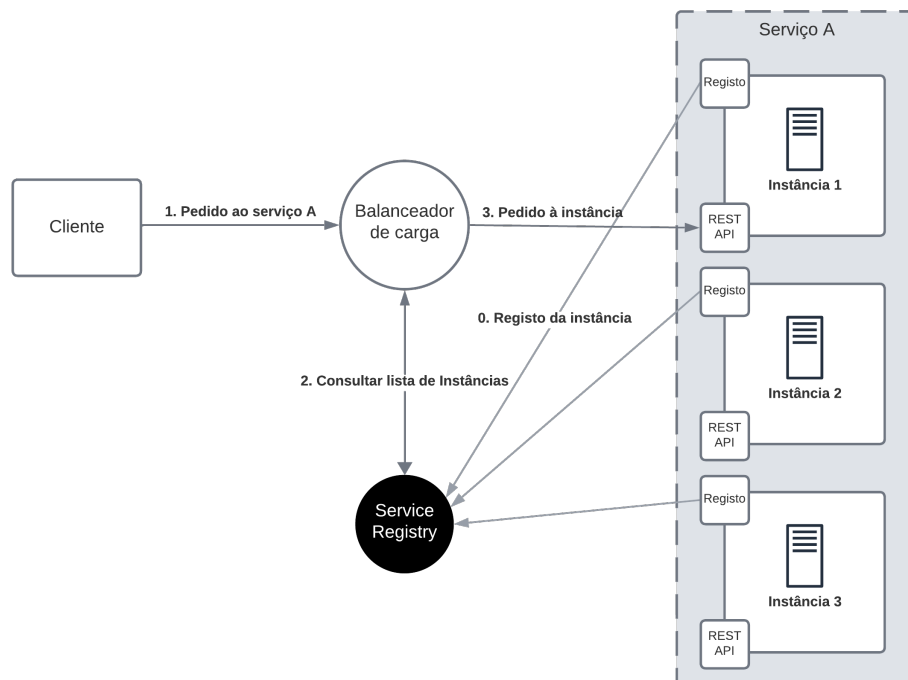 Serviço A
Registo
Instância 1
REST
API
Cliente
1. Pedido ao serviço A
Balanceador
de carga
3. Pedido à instância
Registo
0. Registo da instância
Instância 2
REST
API
2. Consultar lista de Instâncias
Service
Registry
Registo
Instância 3
REST
API